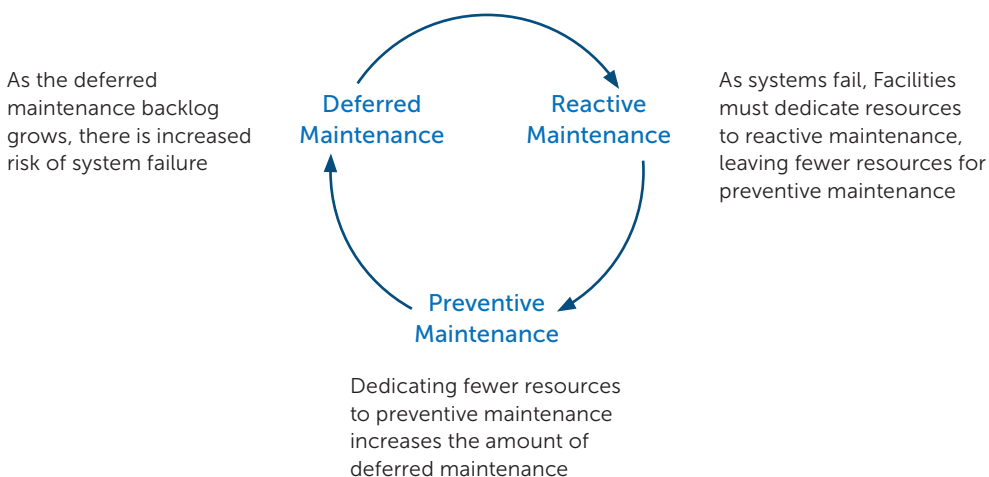 As the deferred
maintenance backlog
grows, there is increased
risk of system failure
Deferred
Maintenance
Reactive
Maintenance
As systems fail, Facilities
must dedicate resources
to reactive maintenance,
leaving fewer resources for
preventive maintenance
Preventive
Maintenance
Dedicating fewer resources
to preventive maintenance
increases the amount of
deferred maintenance